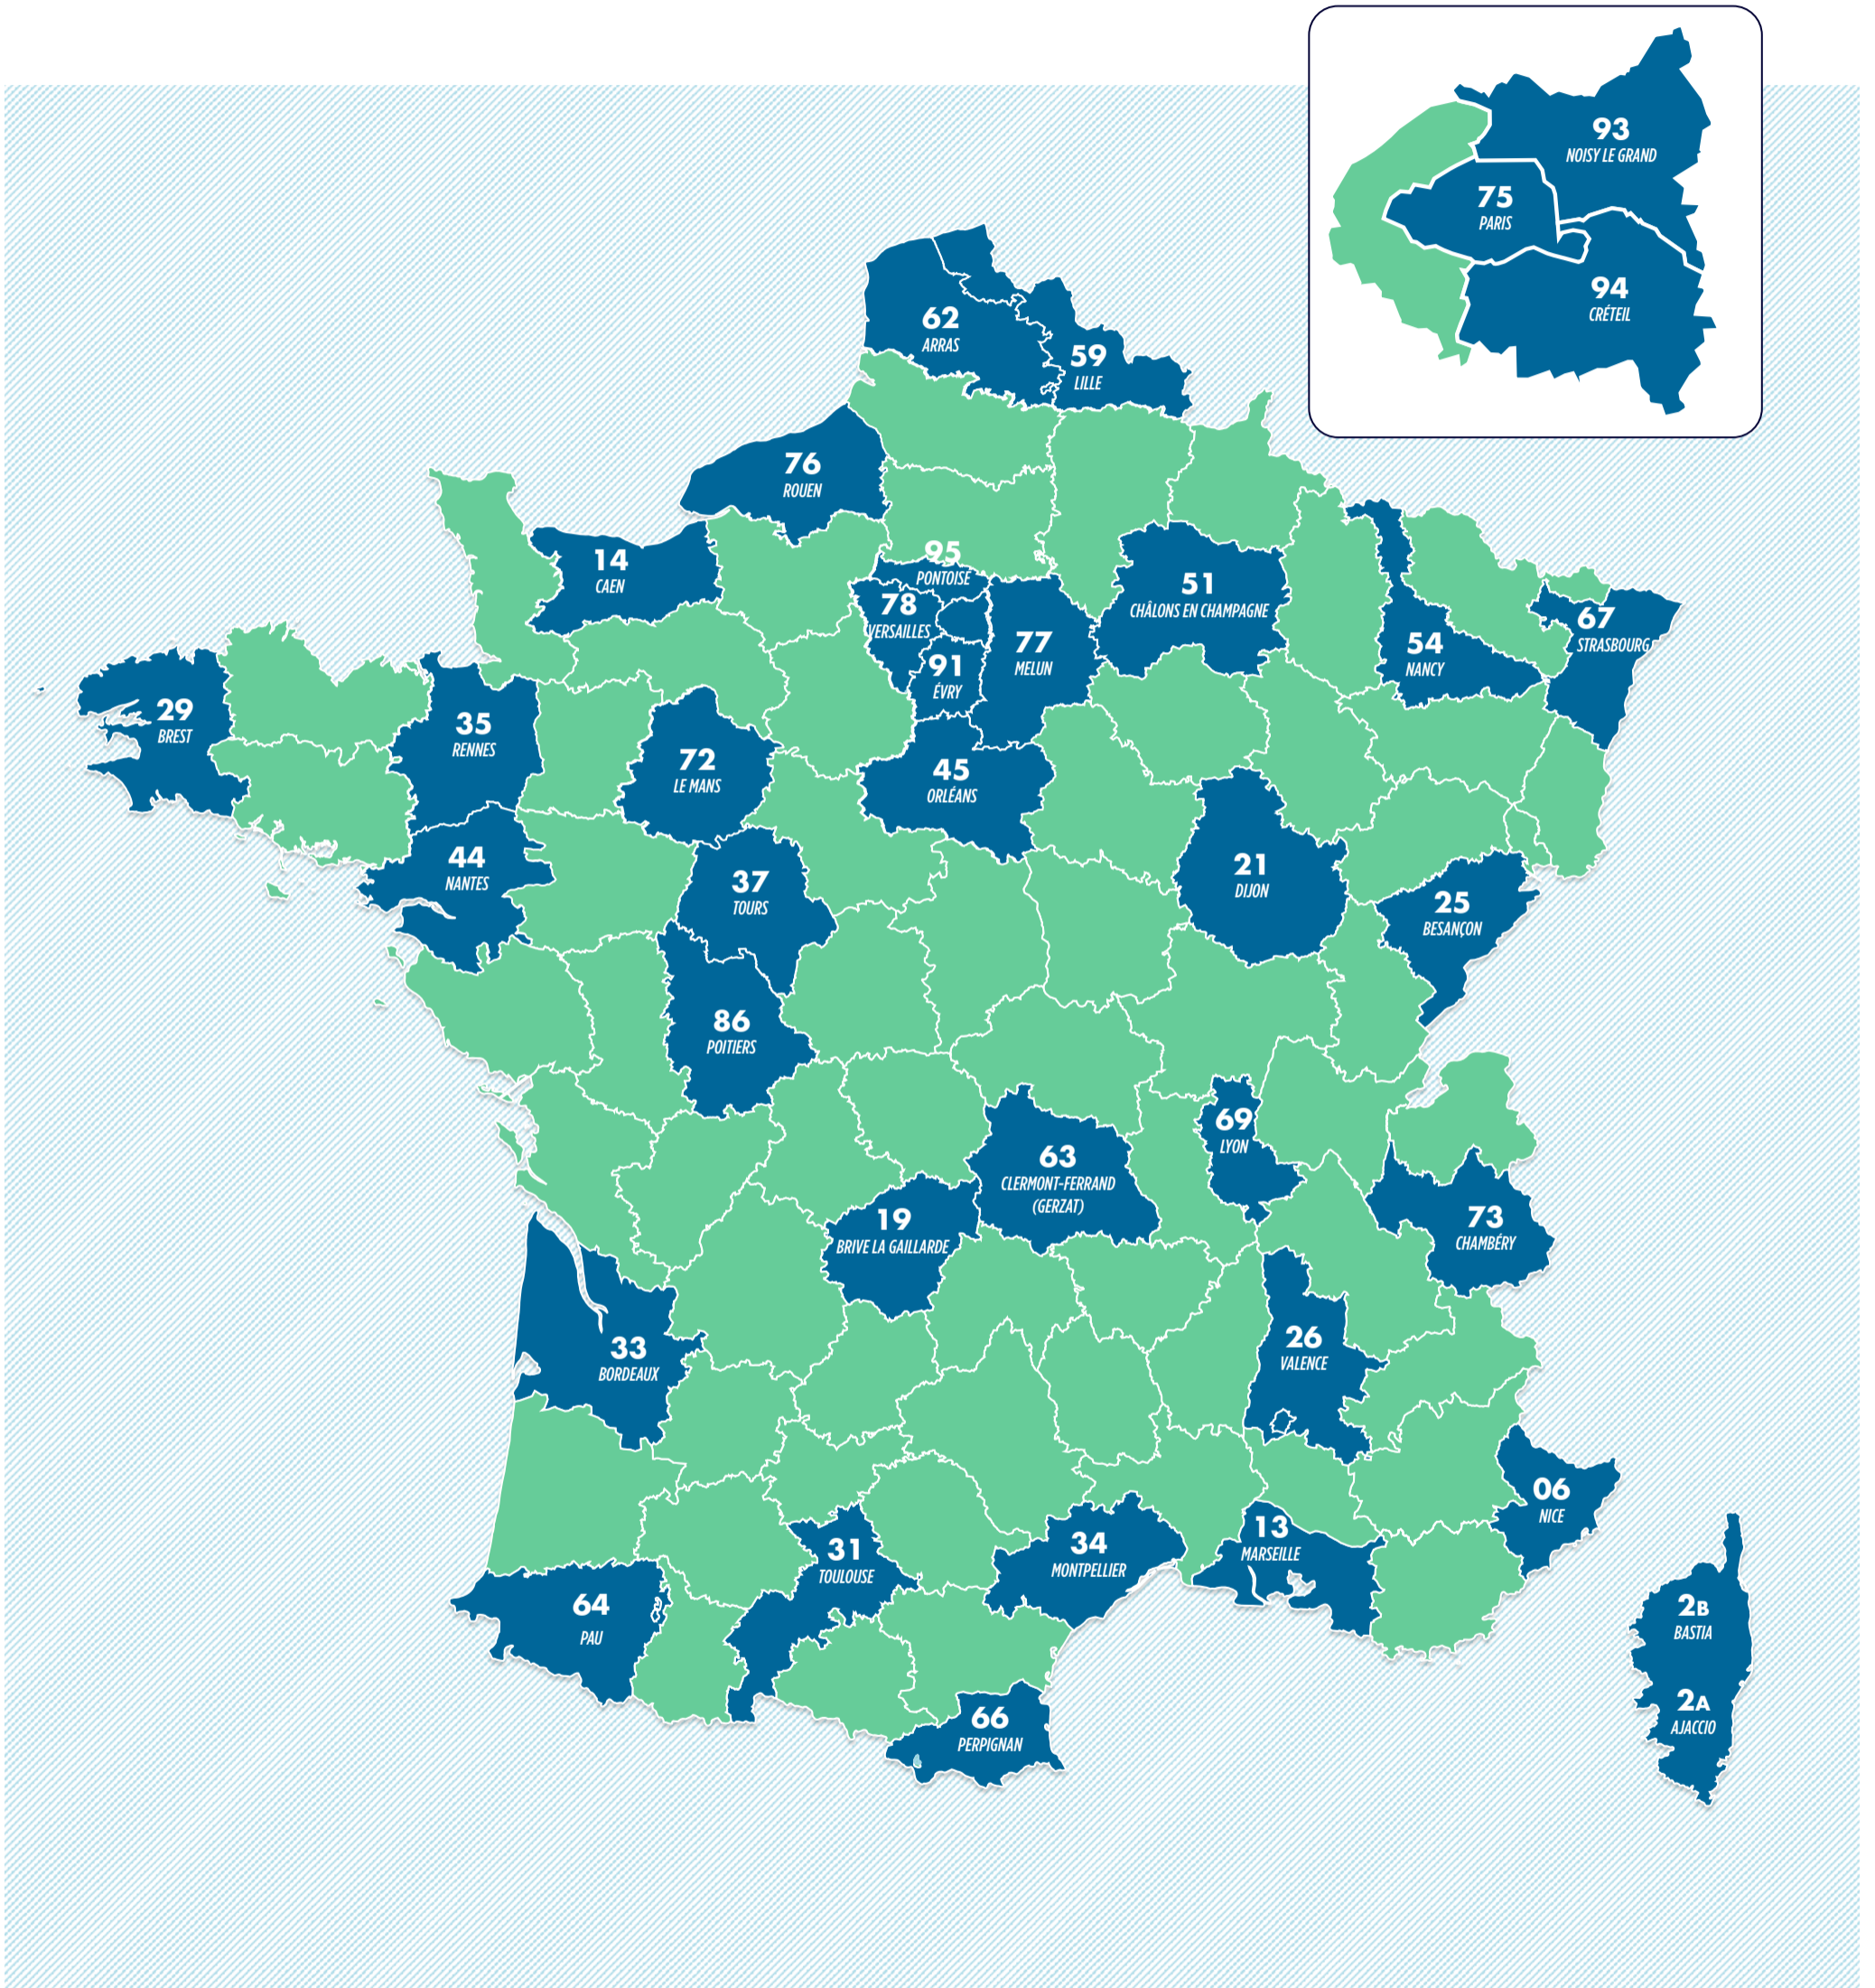 93
NOISY LE GRAND
75
PARIS
94
CRÉTEIL
62
ARRAS
59
LILLE
76
ROUEN
95
PONTOISE
14
CAEN
78
VERSAILLES
51
CHÂLONS EN CHAMPAGNE
67
STRASBOURG
77
MELUN
54
NANCY
91
ÉVRY
29
BREST
35
RENNES
72
LE MANS
45
ORLÉANS
44
NANTES
37
TOURS
21
DIJON
25
BESANÇON
86
POITIERS
69
LYON
63
CLERMONT-FERRAND
(GERZAT)
19
BRIVE LA GAILLARDE
73
CHAMBÉRY
33
BORDEAUX
26
VALENCE
06
NICE
13
MARSEILLE
34
MONTPELLIER
31
TOULOUSE
64
PAU
2B
BASTIA
66
PERPIGNAN
2A
AJACCIO